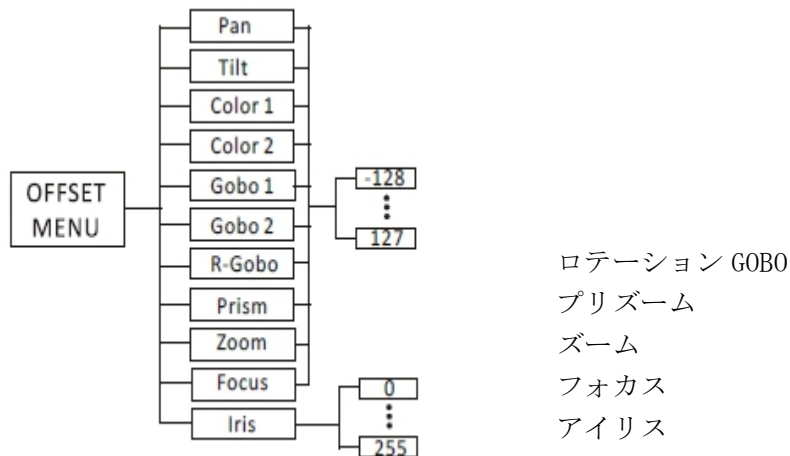 Pan
Tilt
Color 1
Color 2
Gobo 1
Gobo 2
R-Gobo
Prism
Zoom
Focus
Iris
OFFSET
MENU
-128
127
0
255
ロテーション GOBO
プリズーム
ズーム
フォカス
アイリス